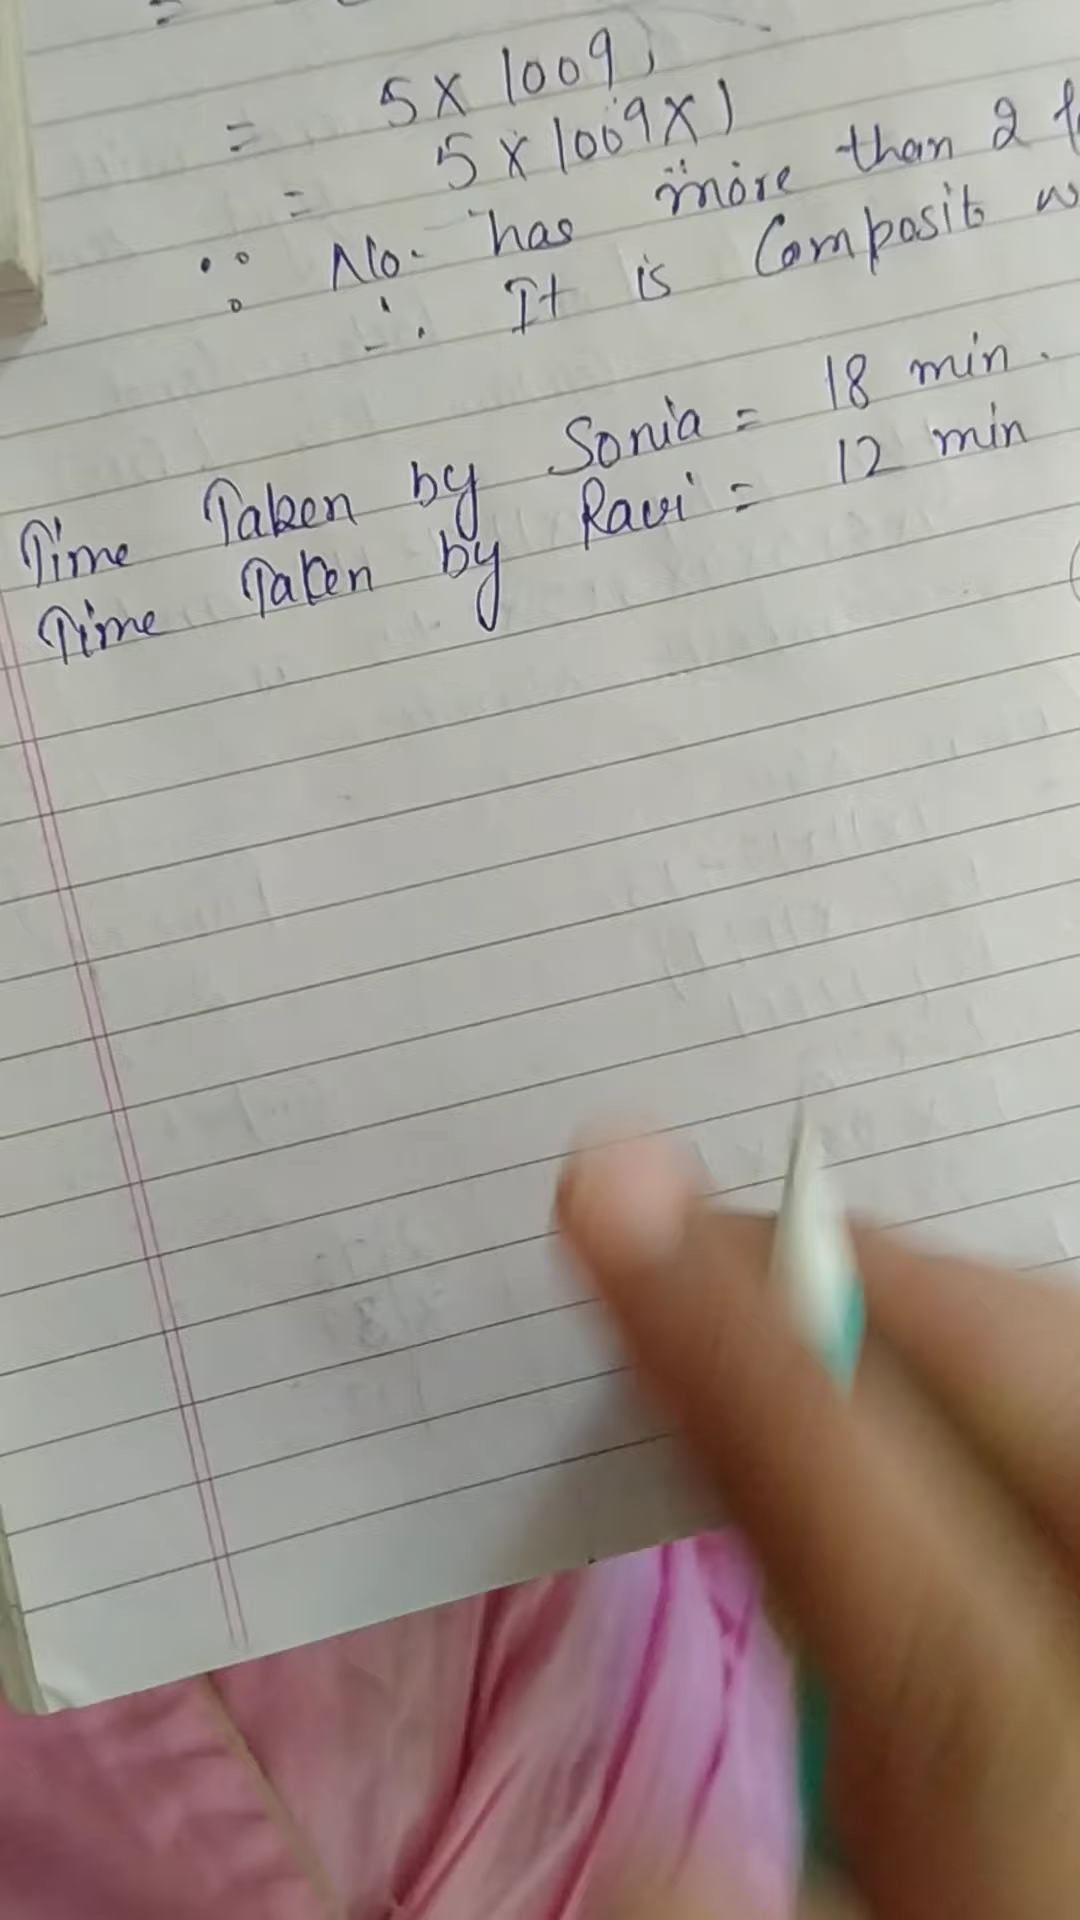 = 5 x 1009
= 5 x 1009 x 1
∵ No. has more than 2
∴ It is Composit
Time Taken by Sonia = 18 min.
Time Taken by Ravi = 12 min